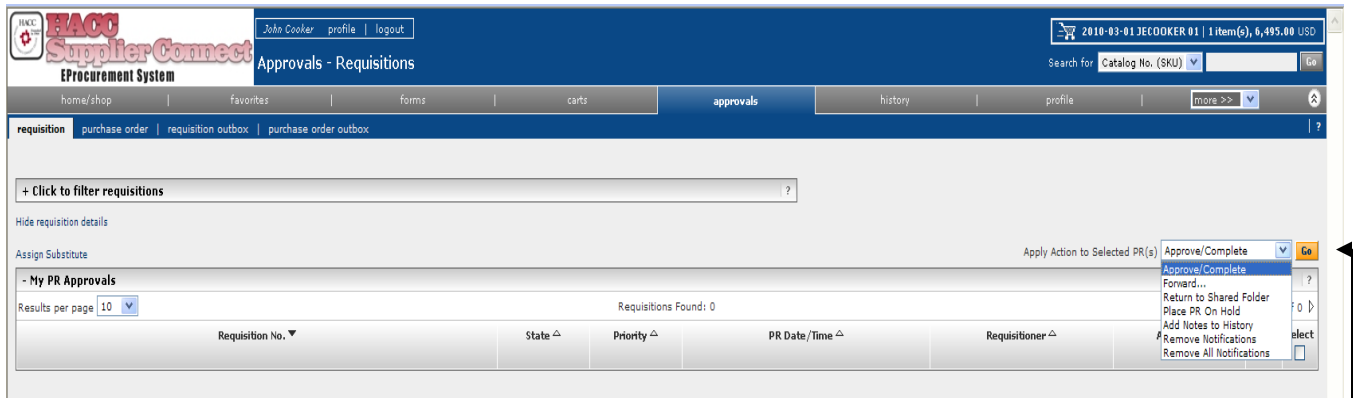 HACC
HACC
Supplier Connect
EProcurement System
John Cooker profile | logout
Approvals - Requisitions
2010-03-01 JECOOKER 01 | 1 item(s), 6,495.00 USD
Search for Catalog No. (SKU) Go
home/shop | favorites | forms | carts approvals history | profile | more >>
requisition purchase order | requisition outbox | purchase order outbox | ?
+ Click to filter requisitions ?
Hide requisition details
Assign Substitute
Apply Action to Selected PR(s) Approve/Complete Go
Approve/Complete
Forward...
Return to Shared Folder
Place PR On Hold
Add Notes to History
Remove Notifications
Remove All Notifications
- My PR Approvals ?
Results per page 10 Requisitions Found: 0 0
Requisition No. State Priority PR Date/Time Requisitioner A elect